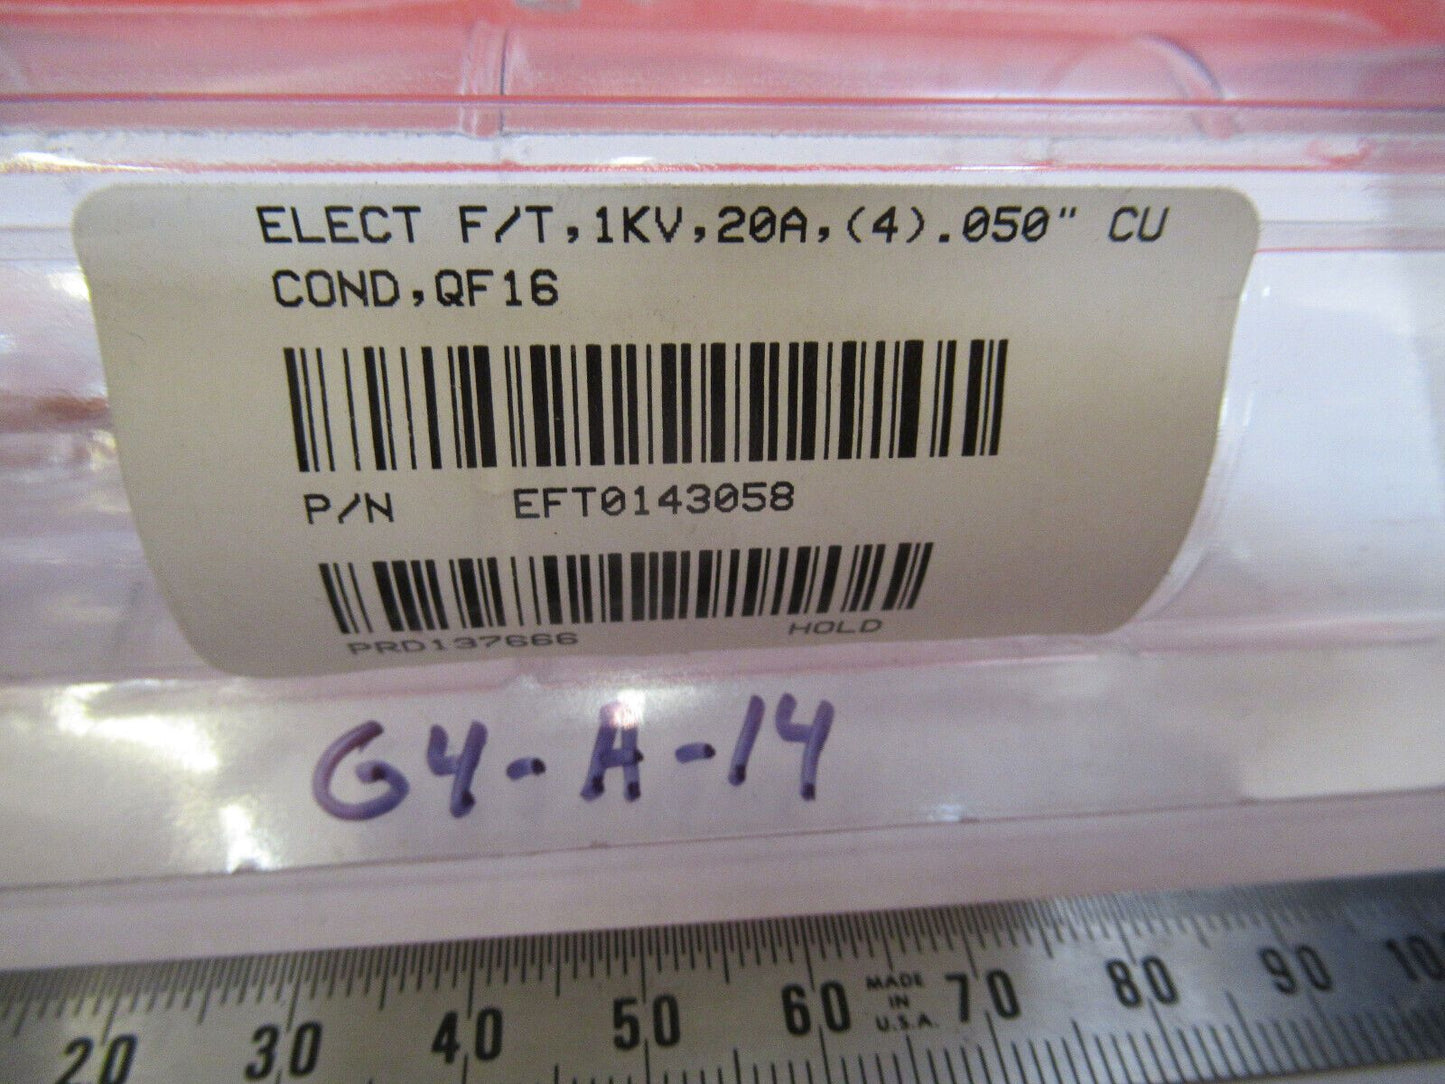 ELECT F/T,1KV,20A,(4).050" CU
COND,QF16
P/N EFT0143058
PRD137666 HOLD
G4-A-14
20 30 40 50 60 MADE IN U.S.A. 70 80 90 100